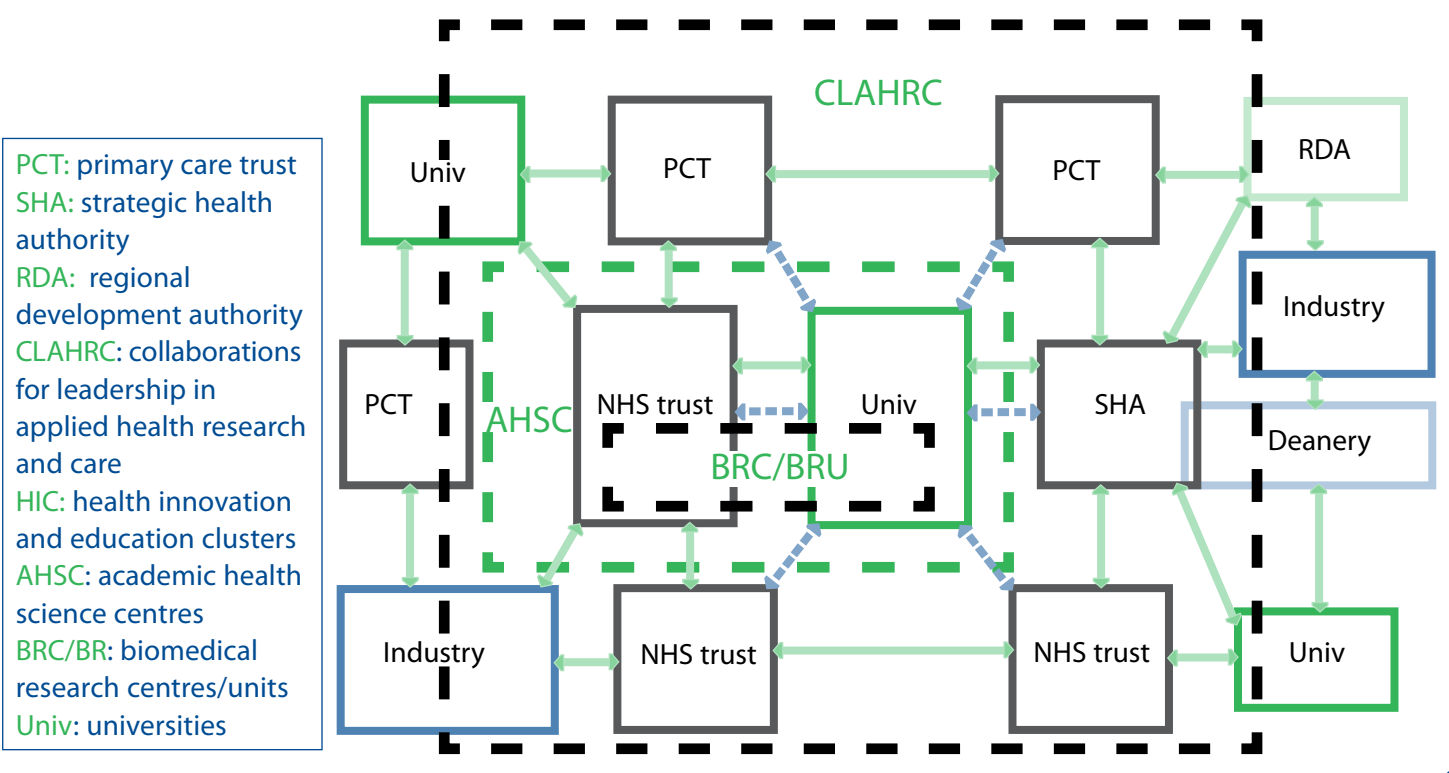 PCT: primary care trust
SHA: strategic health
authority
RDA: regional
development authority
CLAHRC: collaborations
for leadership in
applied health research
and care
HIC: health innovation
and education clusters
AHSC: academic health
science centres
BRC/BR: biomedical
research centres/units
Univ: universities
CLAHRC
Univ
PCT
PCT
RDA
Industry
PCT
AHSC
NHS trust
Univ
SHA
Deanery
BRC/BRU
Industry
NHS trust
NHS trust
Univ